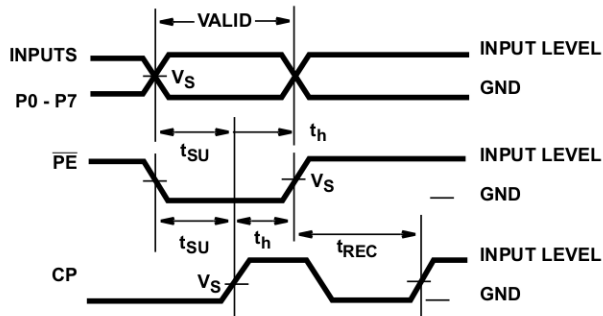 VALID
INPUTS
INPUT LEVEL
VS
P0 - P7
GND
tSU
th
PE
INPUT LEVEL
VS
GND
tSU
th
tREC
CP
INPUT LEVEL
VS
GND